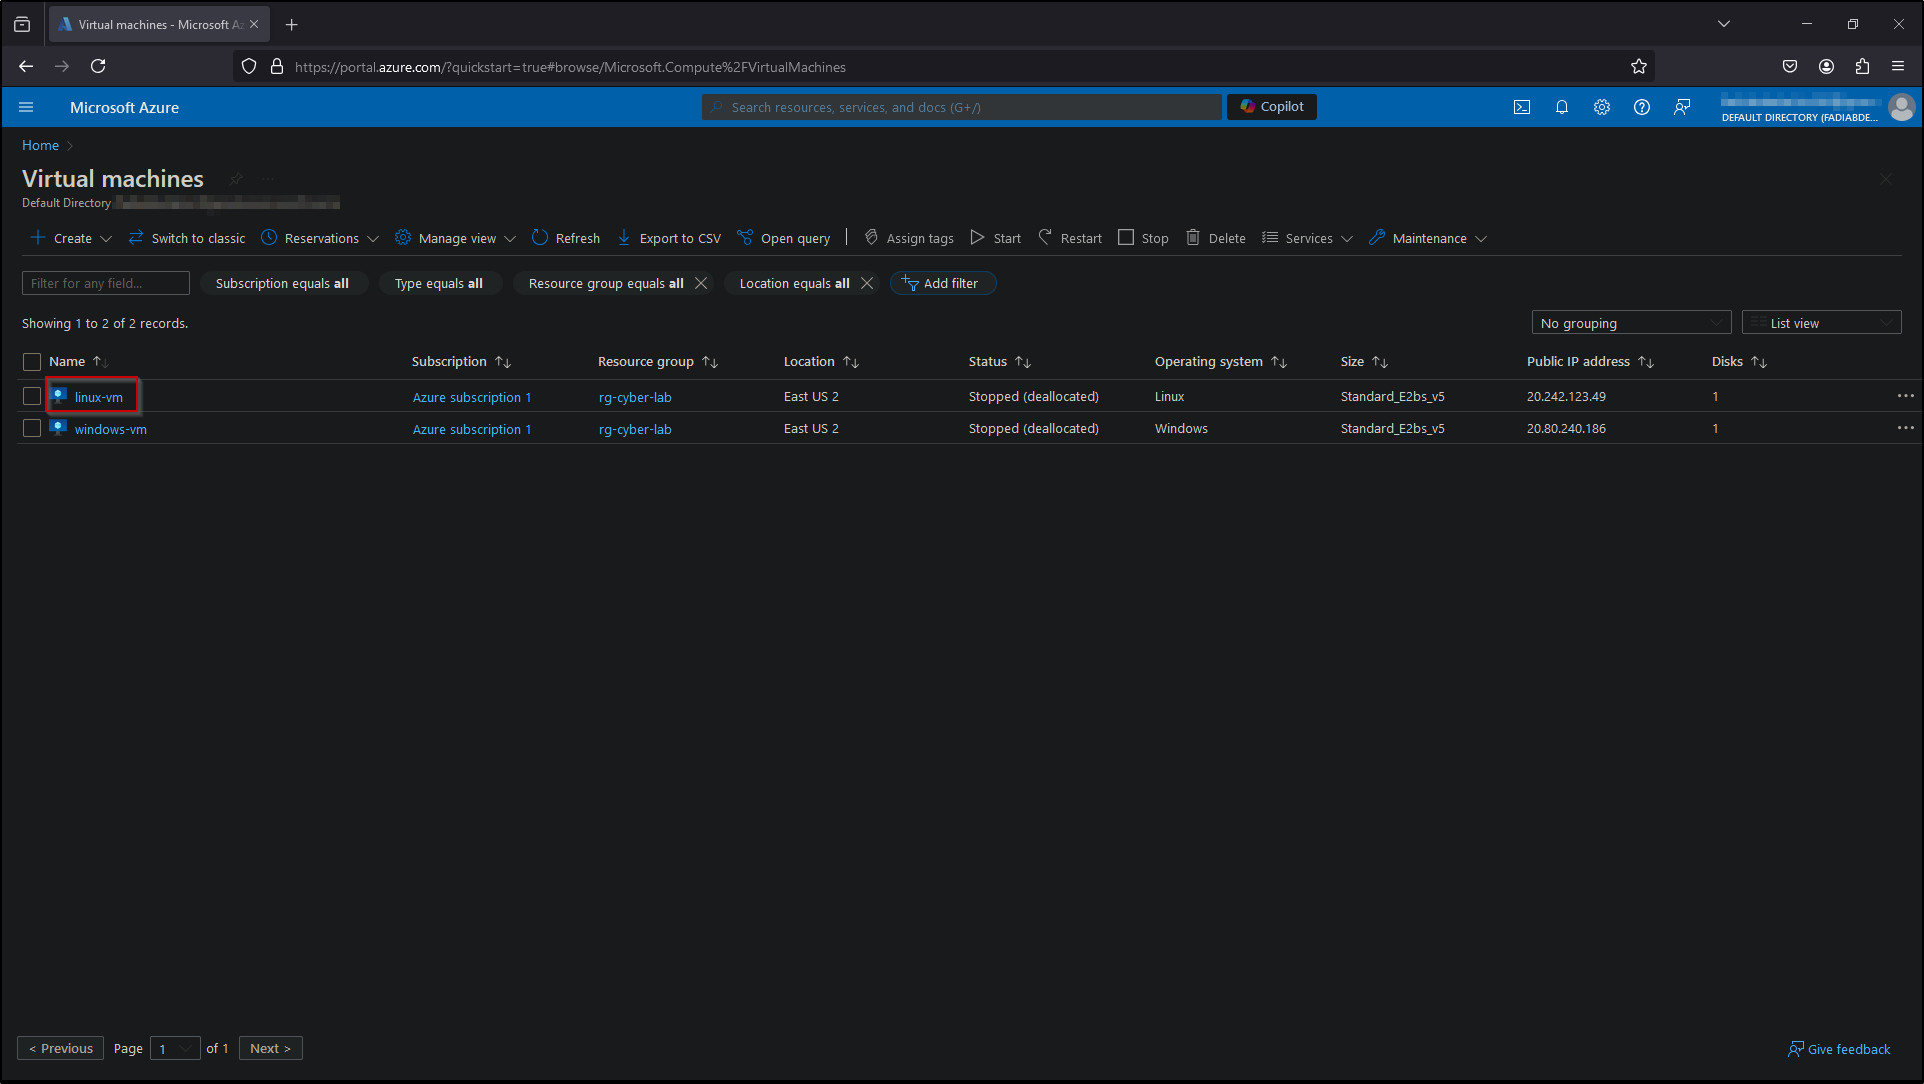 Virtual machines - Microsoft Az
https://portal.azure.com/?quickstart=true#browse/Microsoft.Compute%2FVirtualMachines
Microsoft Azure
Search resources, services, and docs (G+/)
Copilot
DEFAULT DIRECTORY (FADIABDE...
Home
Virtual machines
Default Directory
Create
Switch to classic
Reservations
Manage view
Refresh
Export to CSV
Open query
Assign tags
Start
Restart
Stop
Delete
Services
Maintenance
Filter for any field...
Subscription equals all
Type equals all
Resource group equals all
Location equals all
Add filter
Showing 1 to 2 of 2 records.
No grouping
List view
Name Subscription Resource group Location Status Operating system Size Public IP address Disks
linux-vm Azure subscription 1 rg-cyber-lab East US 2 Stopped (deallocated) Linux Standard_E2bs_v5 20.242.123.49 1
windows-vm Azure subscription 1 rg-cyber-lab East US 2 Stopped (deallocated) Windows Standard_E2bs_v5 20.80.240.186 1
< Previous Page 1 of 1 Next >
Give feedback